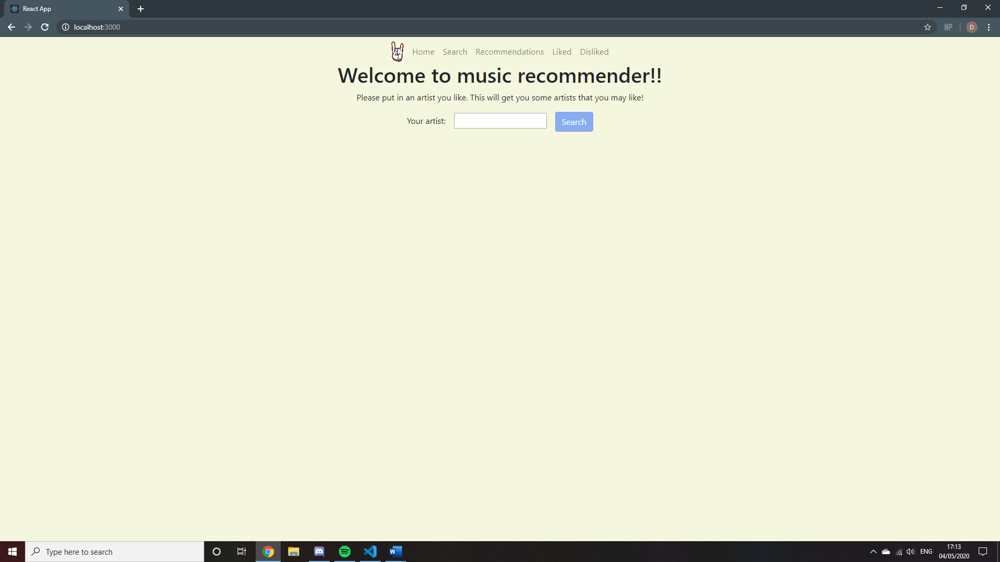 React App
localhost:3000
NP
D
Home Search Recommendations Liked Disliked
Welcome to music recommender!!
Please put in an artist you like. This will get you some artists that you may like!
Your artist: Search
Type here to search
W
ENG
17:13
04/05/2020